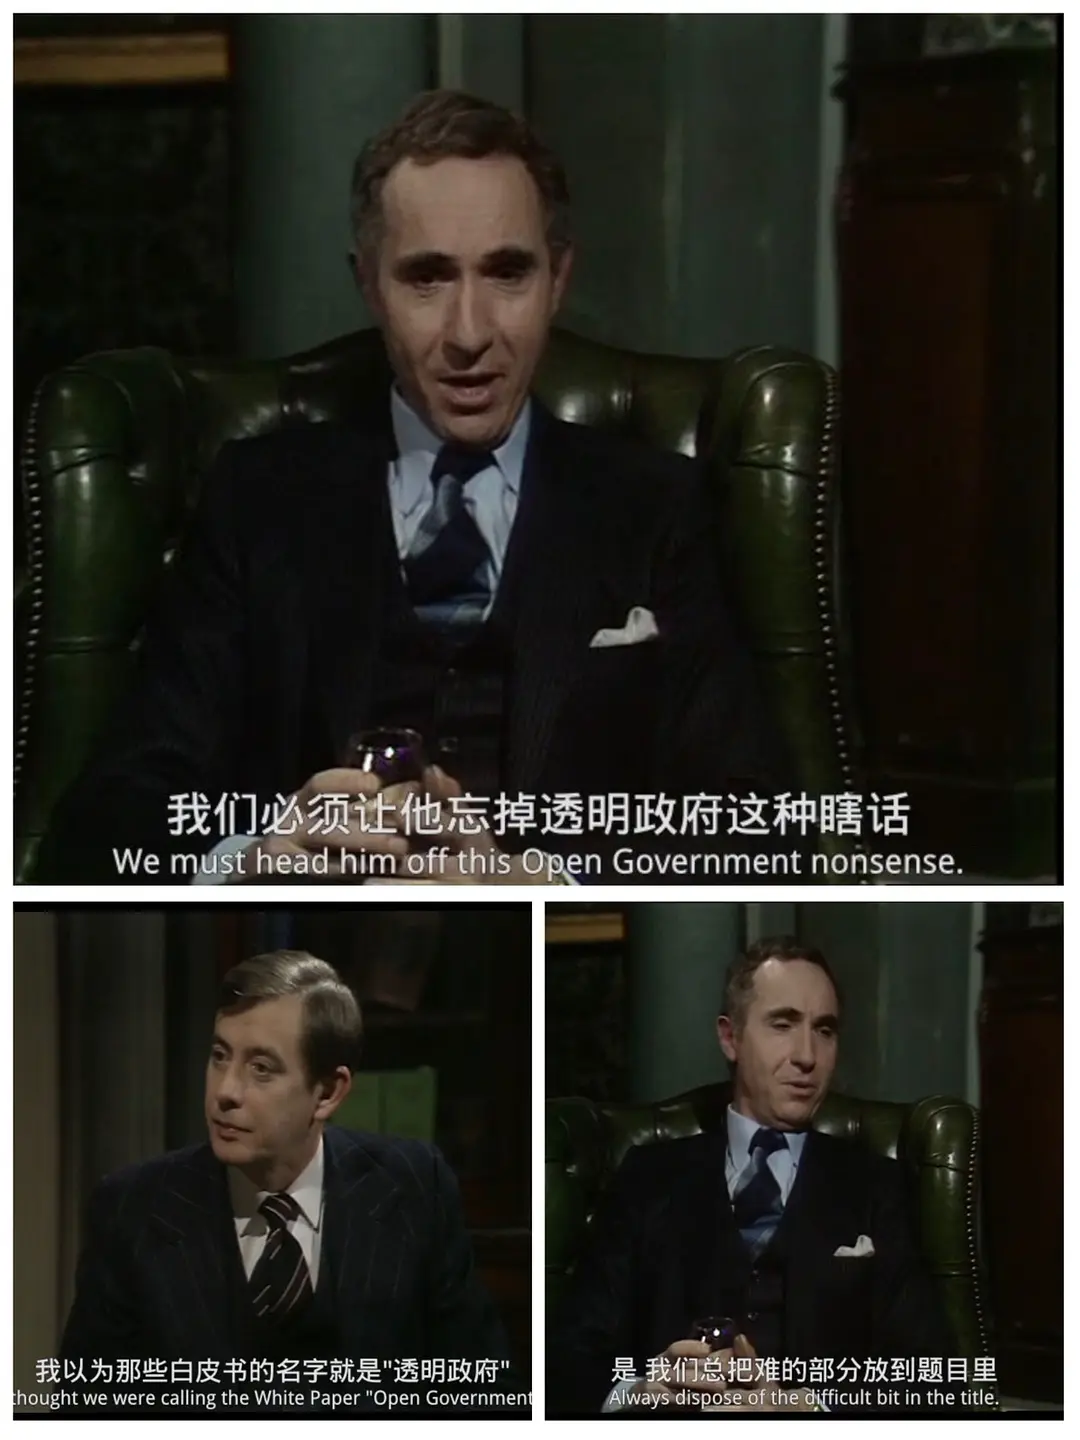 我们必须让他忘掉透明政府这种瞎话
We must head him off this Open Government nonsense.
我以为那些白皮书的名字就是"透明政府"
thought we were calling the White Paper "Open Government
是 我们总把难的部分放到题目里
Always dispose of the difficult bit in the title.